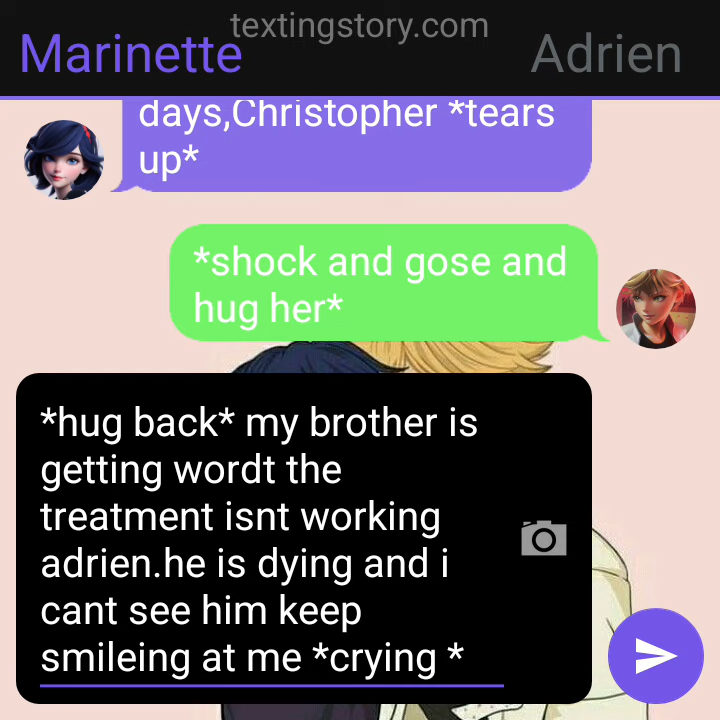 textingstory.com
Marinette
Adrien
days,Christopher *tears
up*
*shock and gose and
hug her*
*hug back* my brother is
getting wordt the
treatment isnt working
adrien.he is dying and i
cant see him keep
smileing at me *crying *